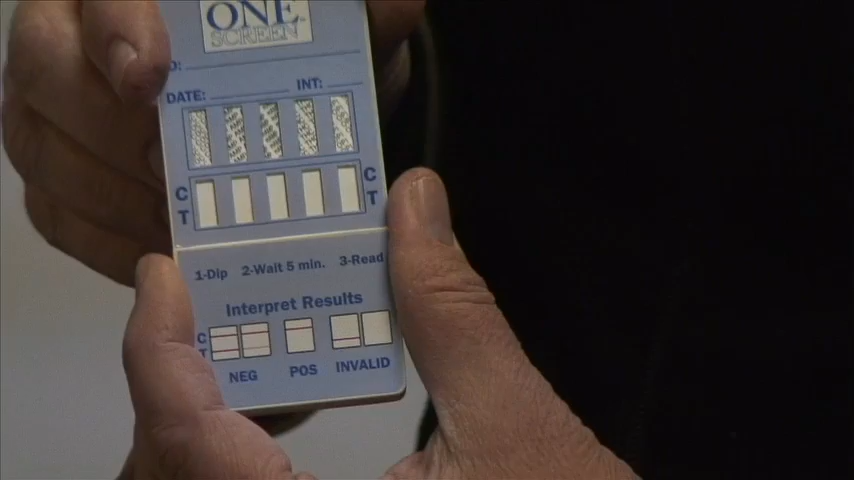 ONE
SCREEN
D:
DATE: INT:
C C
T T
1-Dip 2-Wait 5 min. 3-Read
Interpret Results
C
T
NEG POS INVALID